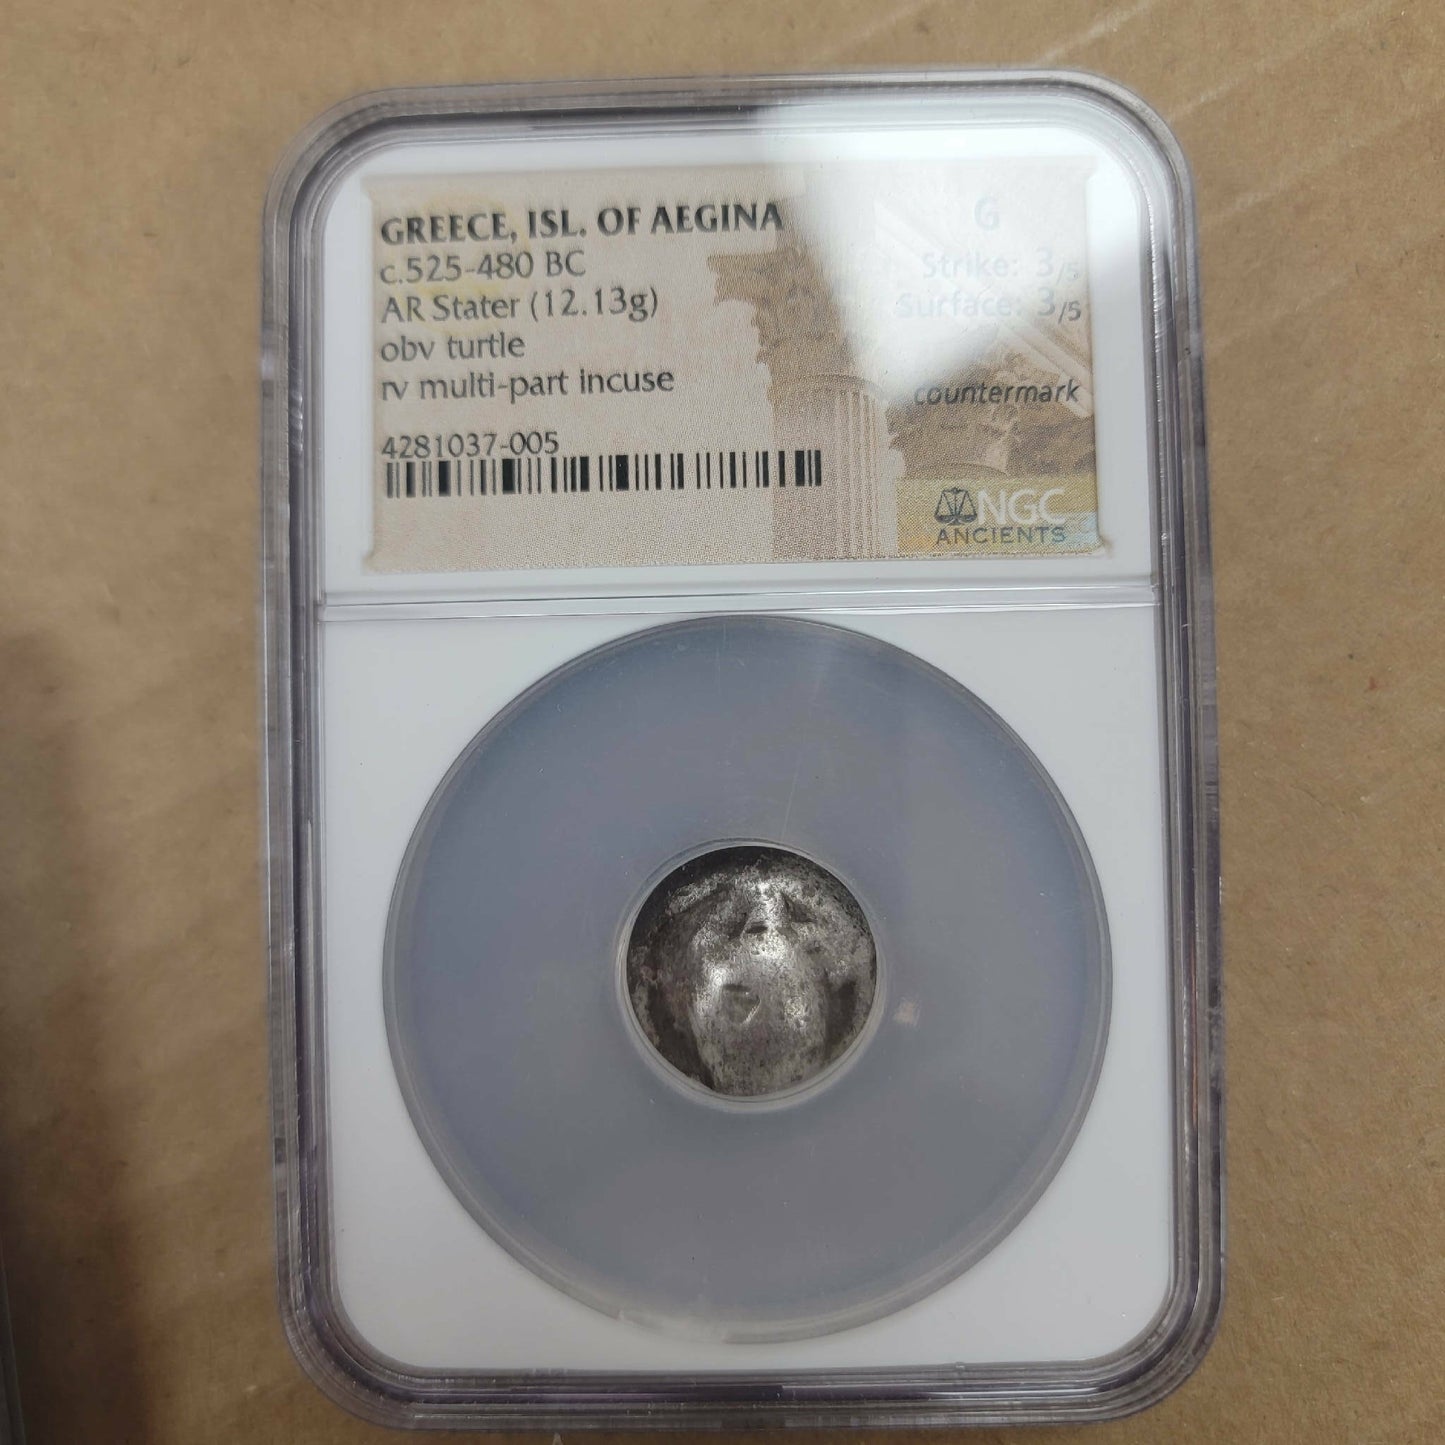 GREECE, ISL. OF AEGINA
c.525-480 BC
AR Stater (12.13g)
obv turtle
rv multi-part incuse
4281037-005
G
Strike: 3/5
Surface: 3/5
countermark
NGC
ANCIENTS